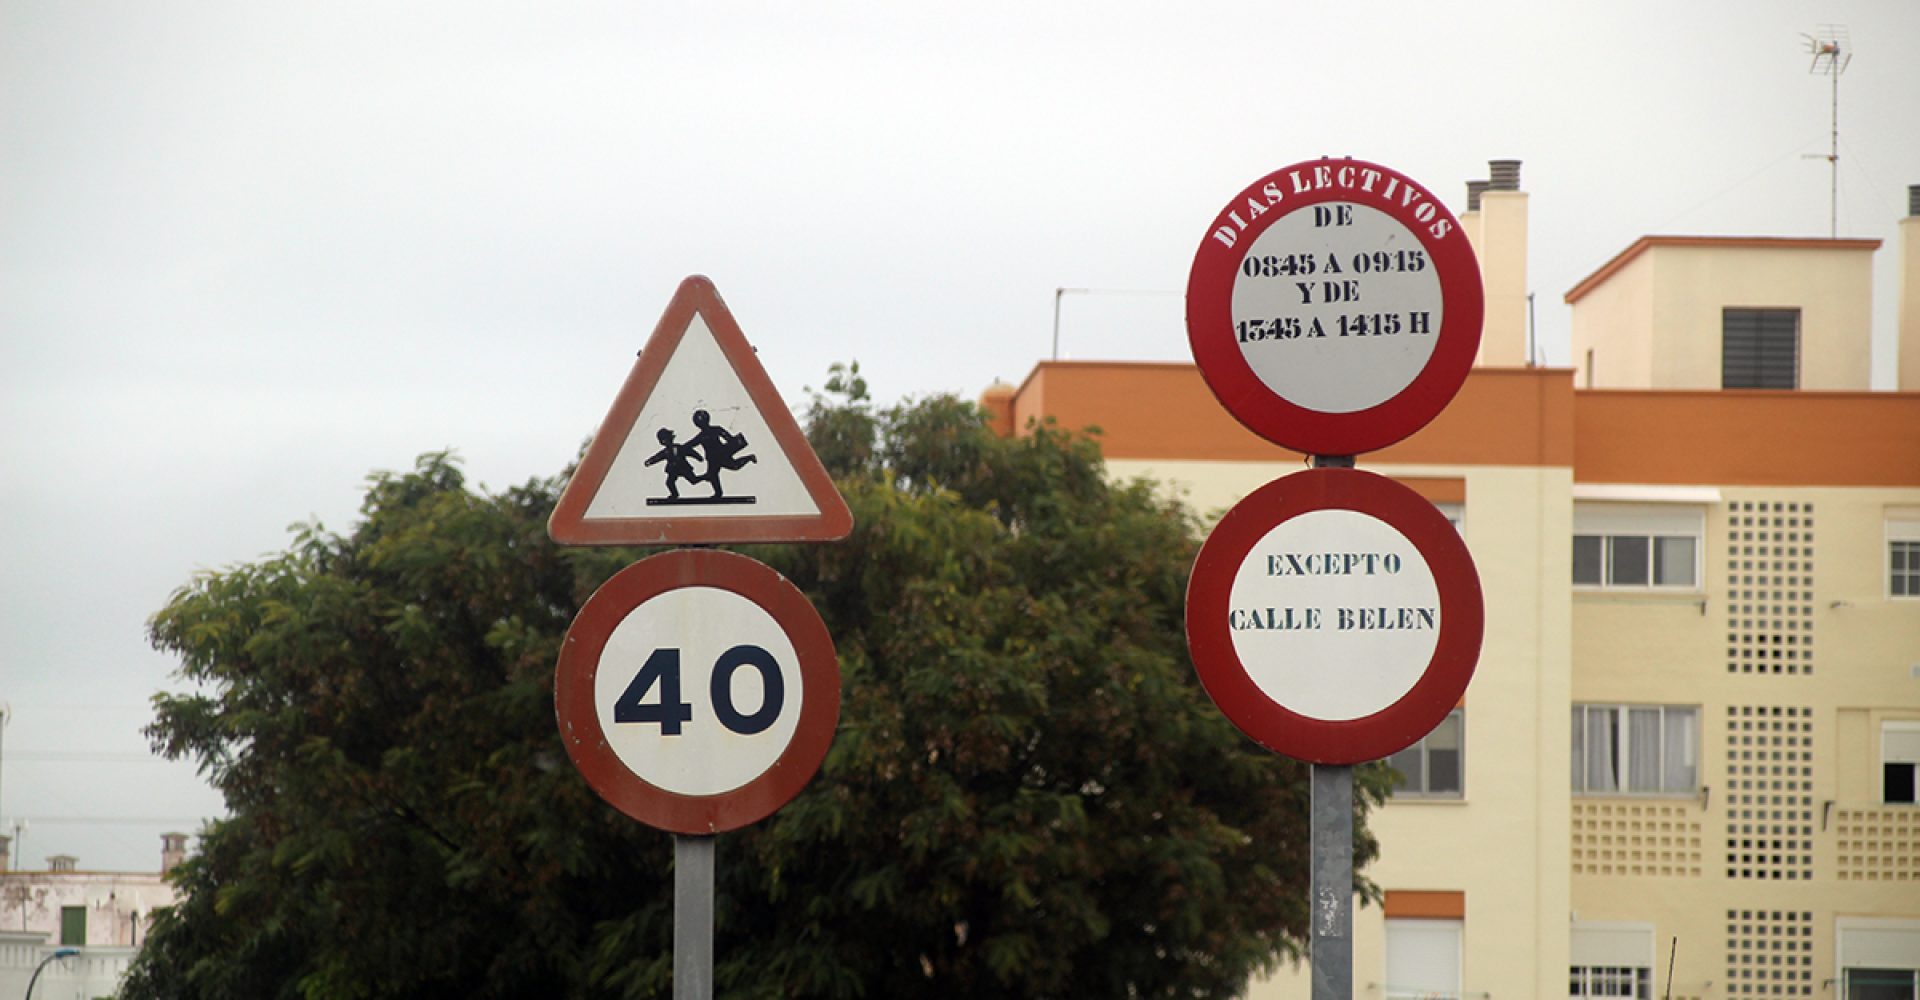 40
DIAS LECTIVOS
DE
0845 A 0915
Y DE
1345 A 1415 H
EXCEPTO
CALLE BELEN